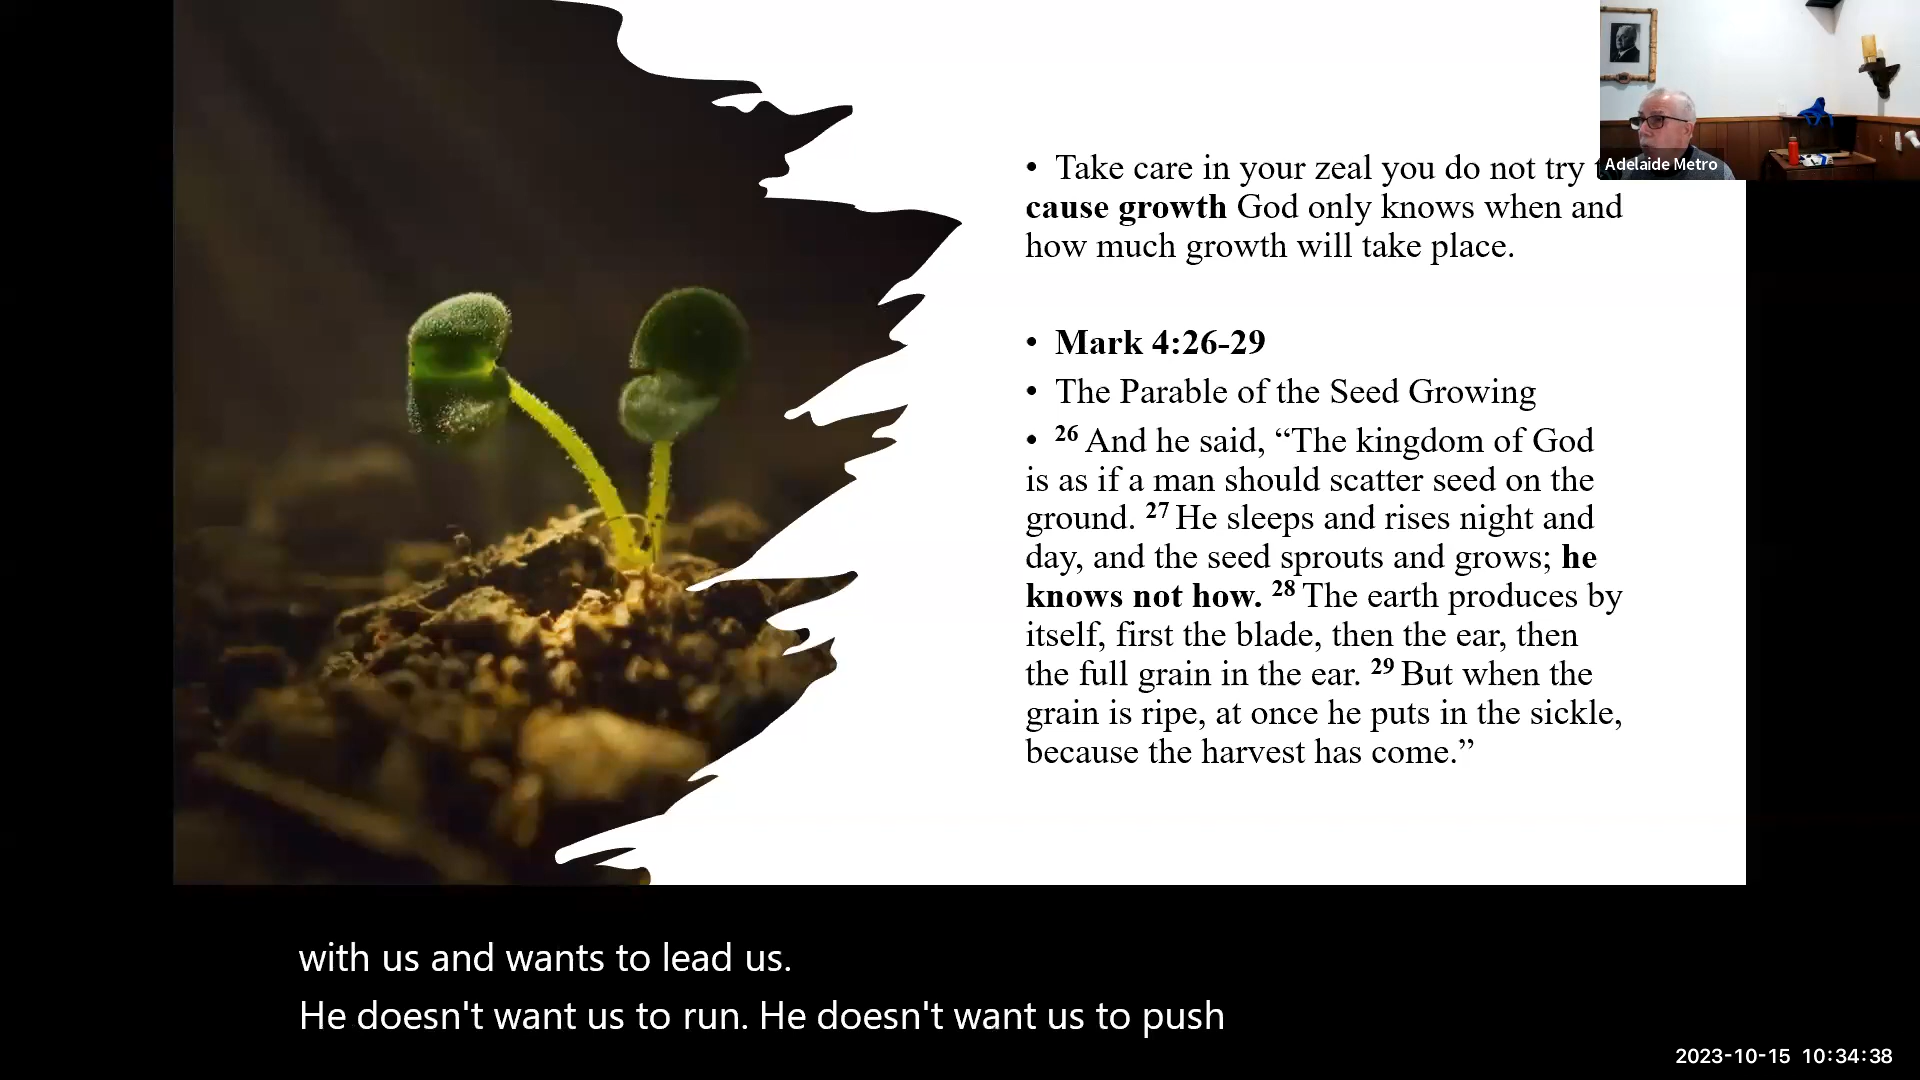 • Take care in your zeal you do not try
cause growth God only knows when and
how much growth will take place.
• Mark 4:26-29
• The Parable of the Seed Growing
• 26 And he said, “The kingdom of God
is as if a man should scatter seed on the
ground. 27 He sleeps and rises night and
day, and the seed sprouts and grows; he
knows not how. 28 The earth produces by
itself, first the blade, then the ear, then
the full grain in the ear. 29 But when the
grain is ripe, at once he puts in the sickle,
because the harvest has come.”
Adelaide Metro
with us and wants to lead us.
He doesn't want us to run. He doesn't want us to push
2023-10-15 10:34:38